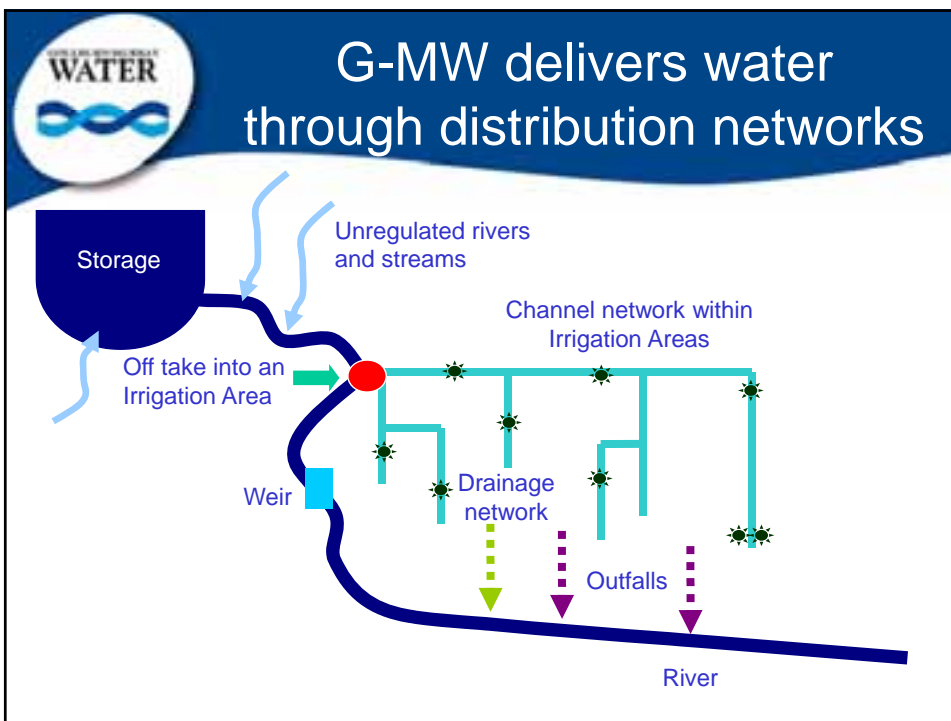 WATER
G-MW delivers water
through distribution networks
Unregulated rivers
and streams
Storage
Channel network within
Irrigation Areas
Off take into an
Irrigation Area
Drainage
network
Weir
Outfalls
River